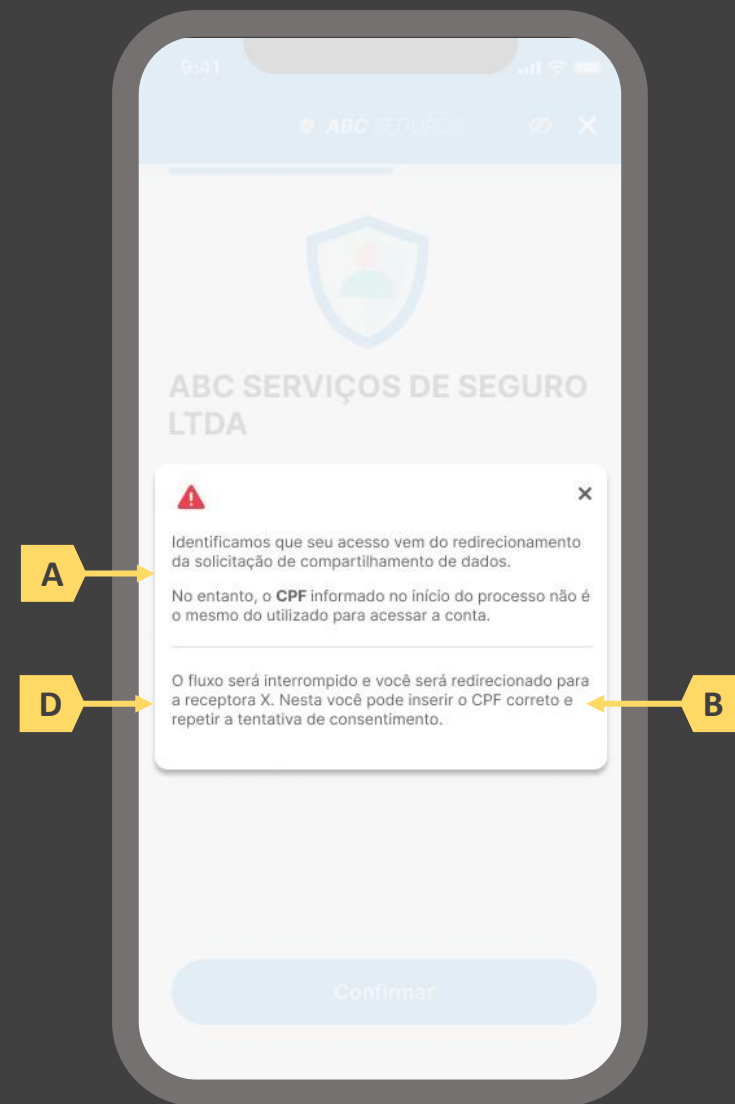 9:41
ABC SEGUROS
ABC SERVIÇOS DE SEGURO
LTDA
Identificamos que seu acesso vem do redirecionamento
da solicitação de compartilhamento de dados.
No entanto, o CPF informado no início do processo não é
o mesmo do utilizado para acessar a conta.
A
O fluxo será interrompido e você será redirecionado para
a receptora X. Nesta você pode inserir o CPF correto e
repetir a tentativa de consentimento.
D
B
Confirmar